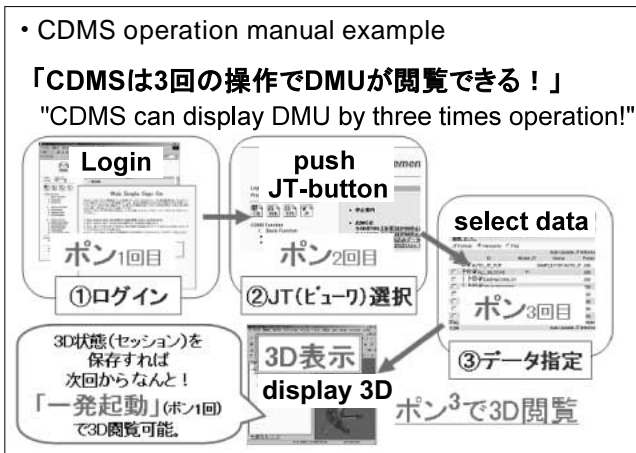 ・CDMS operation manual example
「CDMSは3回の操作でDMUが閲覧できる！」
"CDMS can display DMU by three times operation!"
Login
ポン1回目
①ログイン
push
JT-button
ポン2回目
②JT(ビューワ)選択
select data
ポン3回目
③データ指定
3D状態(セッション)を
保存すれば
次回からなんと！
「一発起動」(ポン1回)
で3D閲覧可能。
3D表示
display 3D
ポン³で3D閲覧